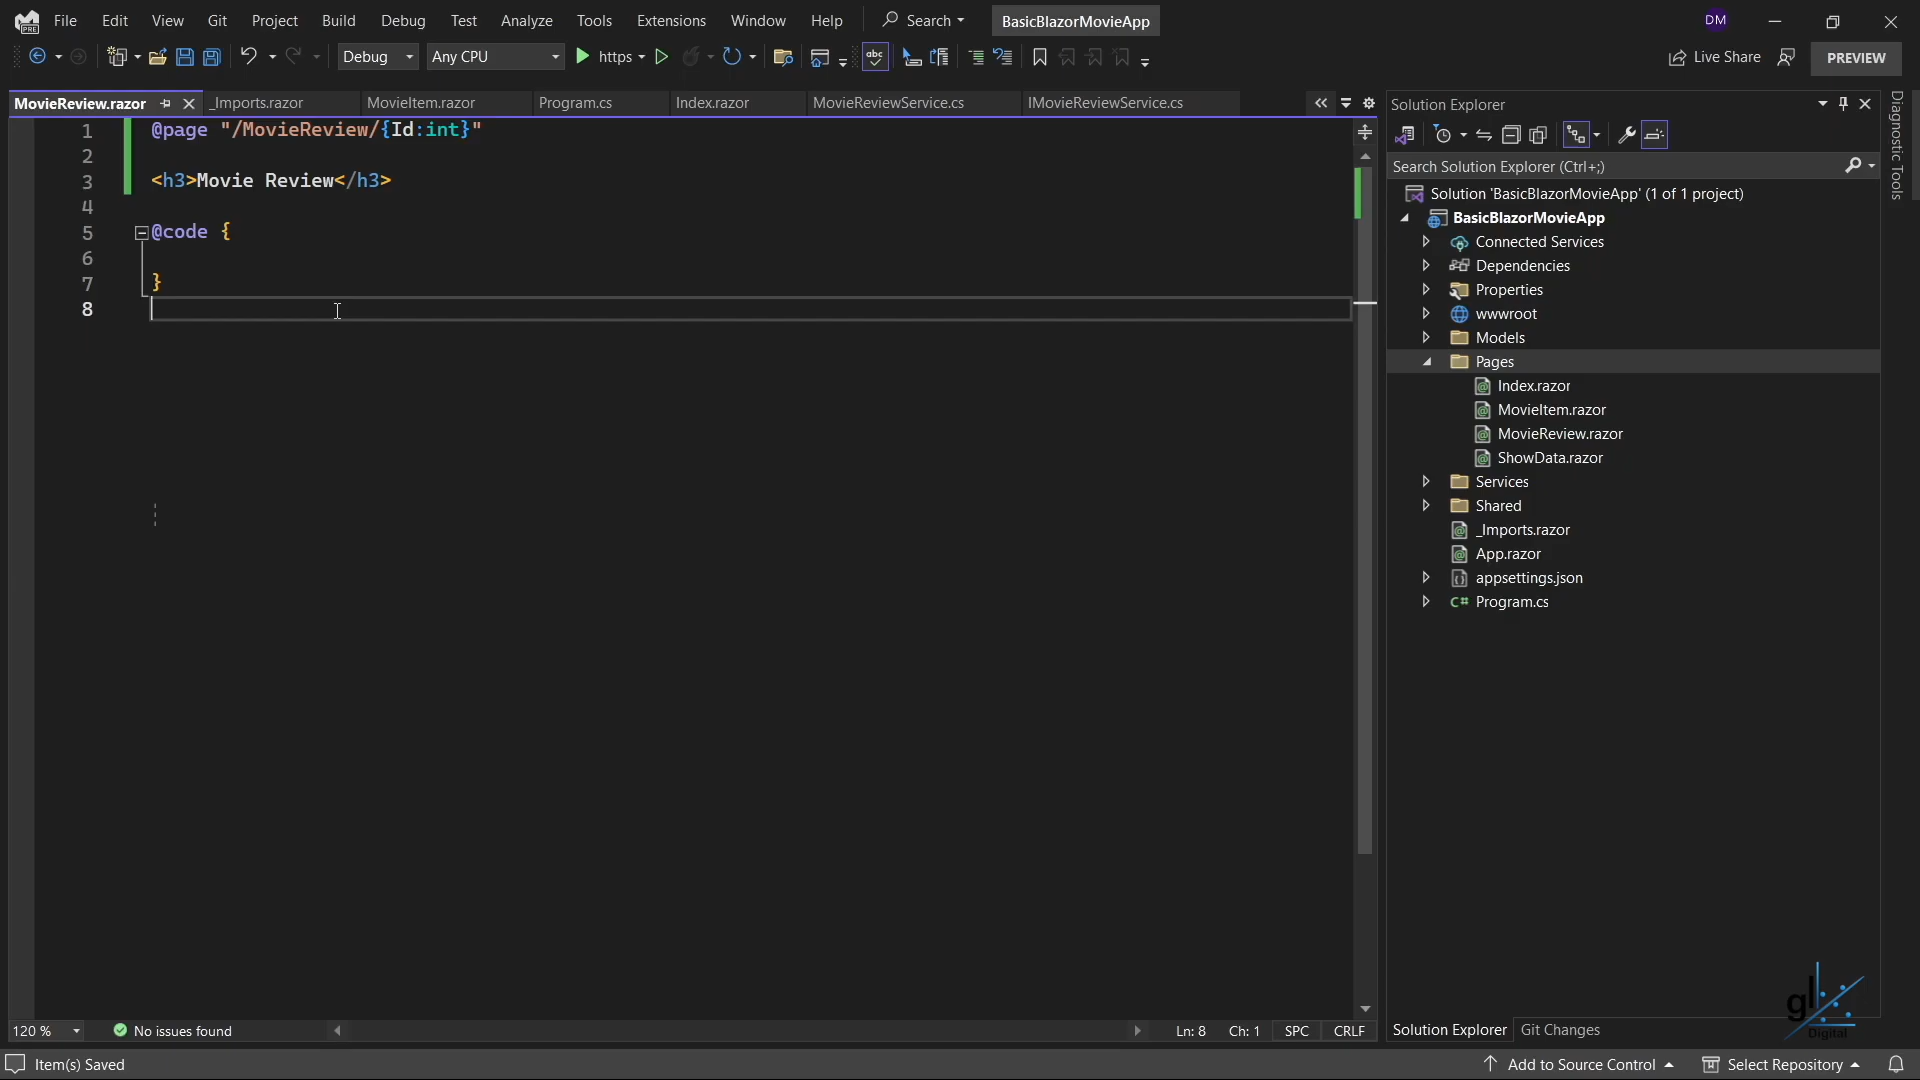 File Edit View Git Project Build Debug Test Analyze Tools Extensions Window Help Search BasicBlazorMovieApp DM
PRE
Debug Any CPU https abc Live Share PREVIEW
MovieReview.razor _Imports.razor MovieItem.razor Program.cs Index.razor MovieReviewService.cs IMovieReviewService.cs
1 @page "/MovieReview/{Id:int}"
2
3 <h3>Movie Review</h3>
4
5 @code {
6
7 }
8
Solution Explorer
Search Solution Explorer (Ctrl+;)
Solution 'BasicBlazorMovieApp' (1 of 1 project)
BasicBlazorMovieApp
Connected Services
Dependencies
Properties
wwwroot
Models
Pages
Index.razor
MovieItem.razor
MovieReview.razor
ShowData.razor
Services
Shared
_Imports.razor
App.razor
appsettings.json
C# Program.cs
Diagnostic Tools
gl
Digital
120 % No issues found Ln: 8 Ch: 1 SPC CRLF
Solution Explorer Git Changes
Item(s) Saved Add to Source Control Select Repository